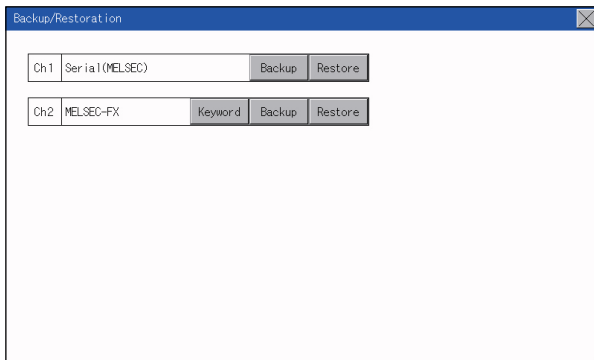 Backup/Restoration
Ch1 Serial(MELSEC) Backup Restore
Ch2 MELSEC-FX Keyword Backup Restore